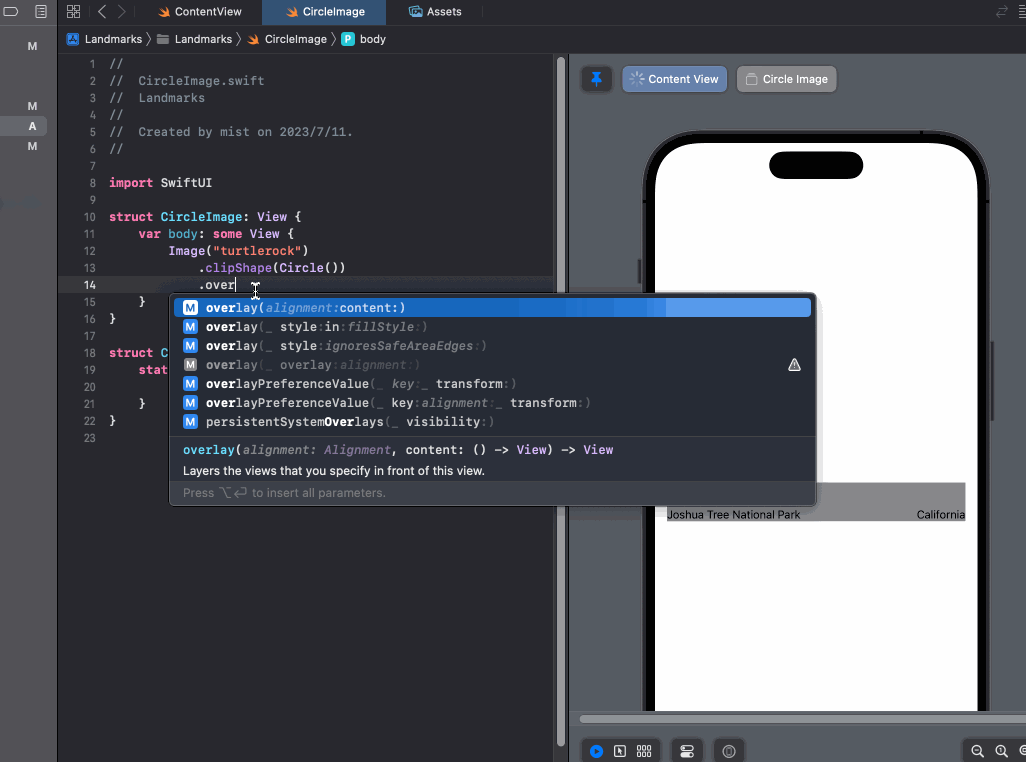 ContentView
CircleImage
Assets
Landmarks
Landmarks
CircleImage
P body
M
M
A
M
1 //
2 //  CircleImage.swift
3 //  Landmarks
4 //
5 //  Created by mist on 2023/7/11.
6 //
7
8 import SwiftUI
9
10 struct CircleImage: View {
11     var body: some View {
12         Image("turtlerock")
13             .clipShape(Circle())
14             .over
15     }
16 }
17
18 struct C
19     stat
20
21     }
22 }
23
M overlay(alignment:content:)
M overlay(_ style:in:fillStyle:)
M overlay(_ style:ignoresSafeAreaEdges:)
M overlay(_ overlay:alignment:)
M overlayPreferenceValue(_ key:_ transform:)
M overlayPreferenceValue(_ key:alignment:_ transform:)
M persistentSystemOverlays(_ visibility:)
overlay(alignment: Alignment, content: () -> View) -> View
Layers the views that you specify in front of this view.
Press ⌥↩ to insert all parameters.
Content View
Circle Image
Joshua Tree National Park
California